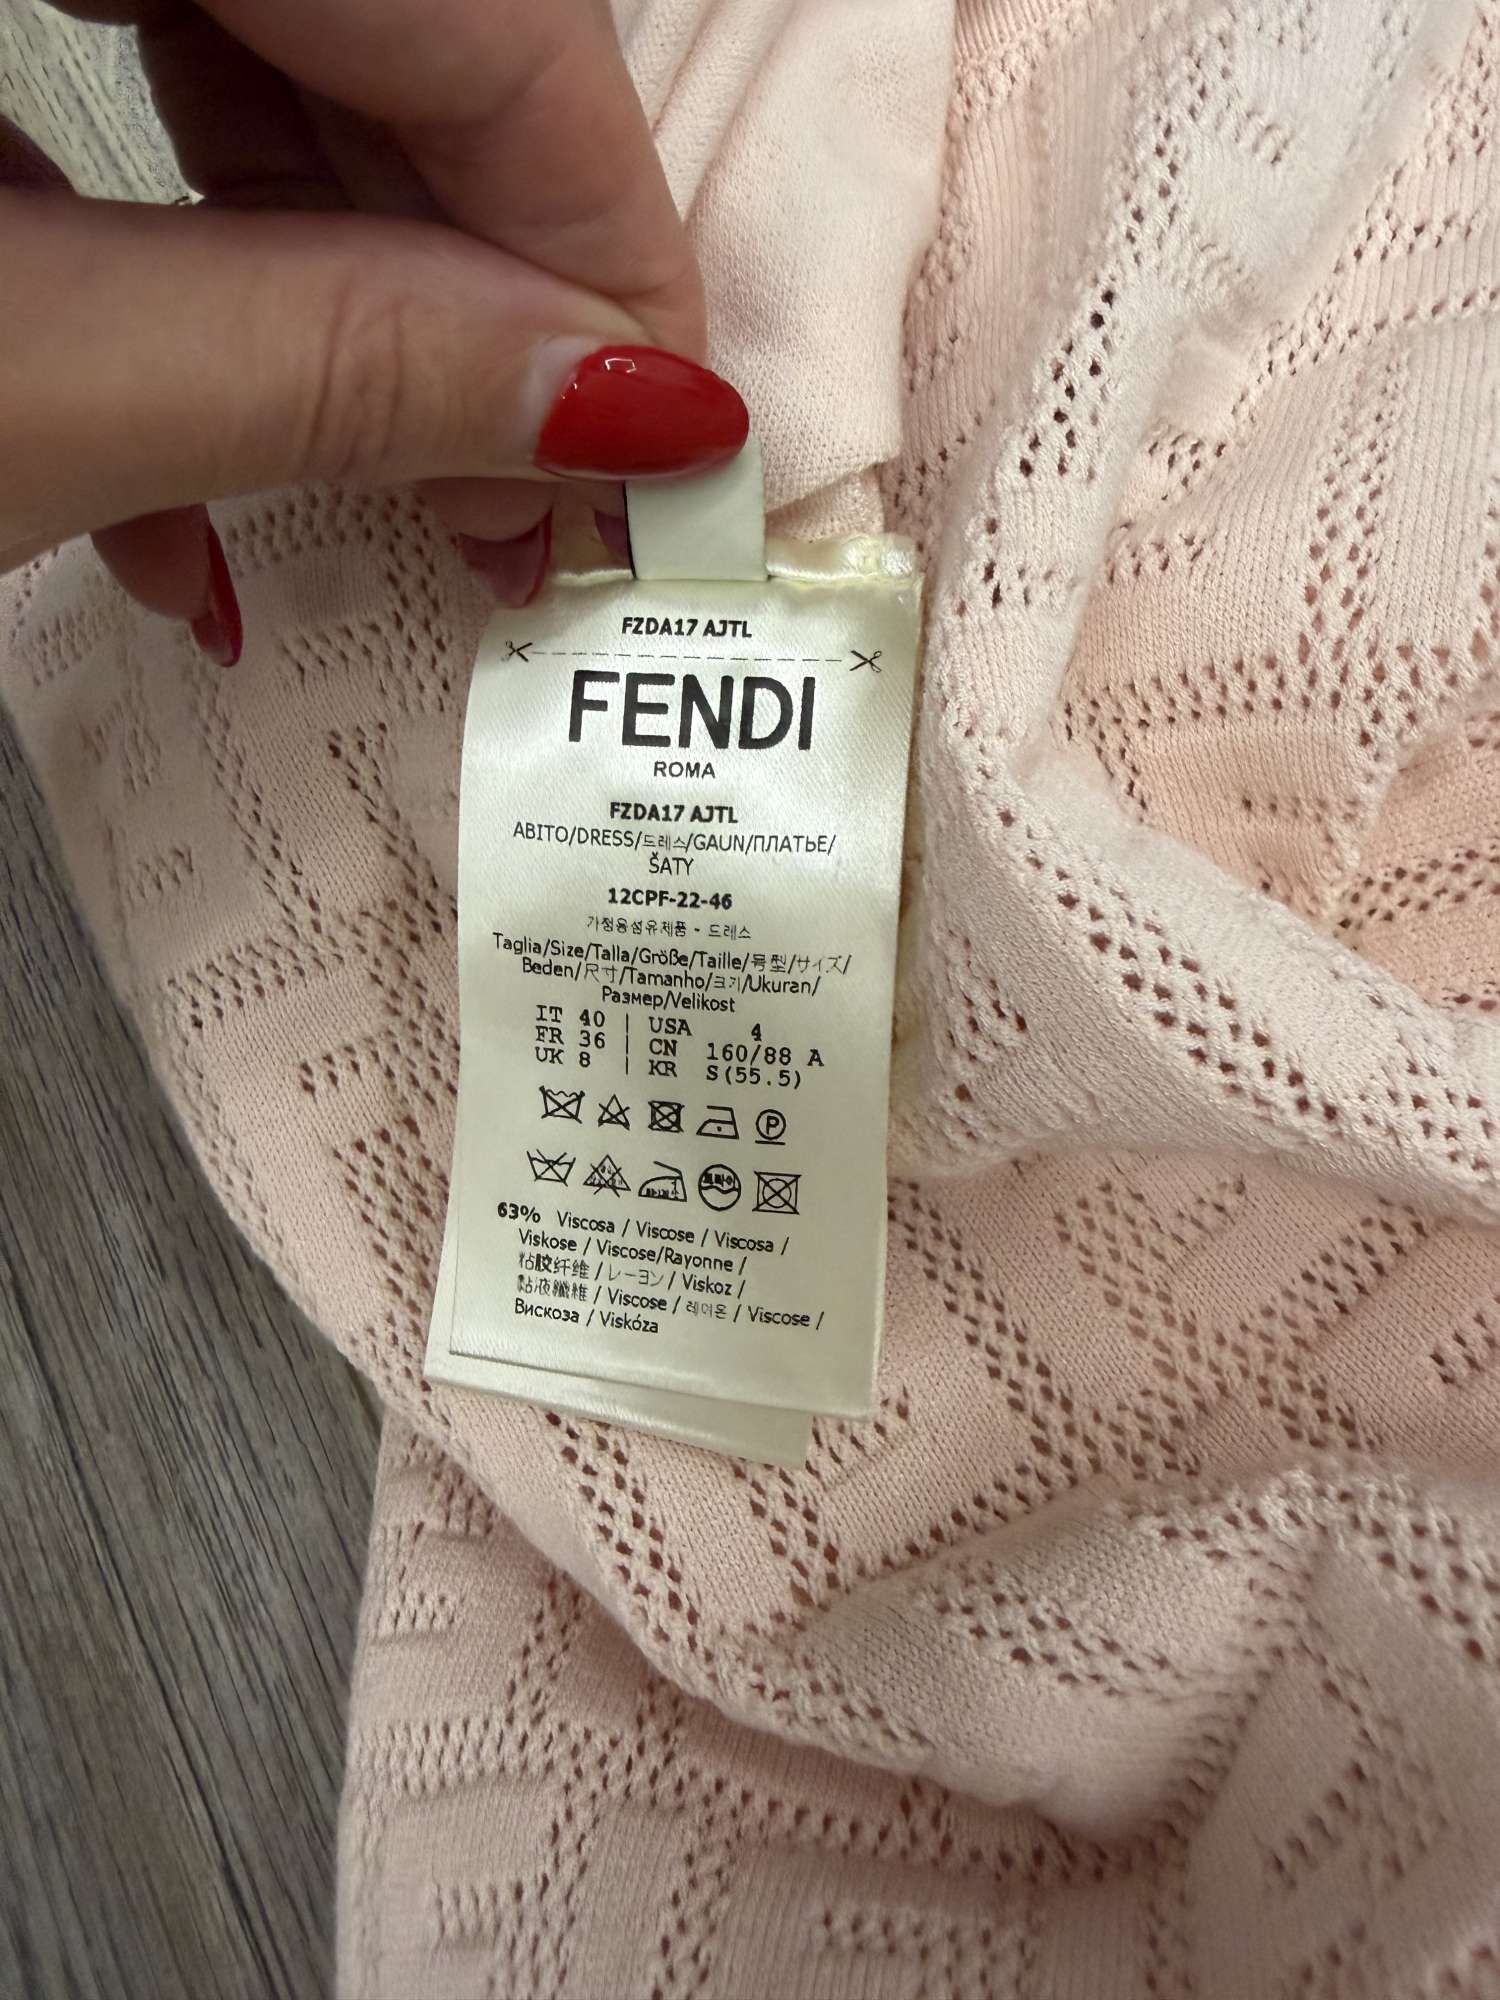 FZDA17 AJTL
FENDI
ROMA
FZDA17 AJTL
ABITO/DRESS/드레스/GAUN/ПЛАТЬЕ/
ŠATY
12CPF-22-46
가정용섬유제품 - 드레스
Taglia/Size/Talla/Größe/Taille/号型/サイズ/
Beden/尺寸/Tamanho/크기/Ukuran/
Размер/Velikost
IT 40 | USA 4
FR 36 | CN 160/88 A
UK 8 | KR S(55.5)
P
63% Viscosa / Viscose / Viscosa /
Viskose / Viscose/Rayonne /
粘胶纤维 / レーヨン / Viskoz /
黏液纖維 / Viscose / 레이온 / Viscose /
Вискоза / Viskóza